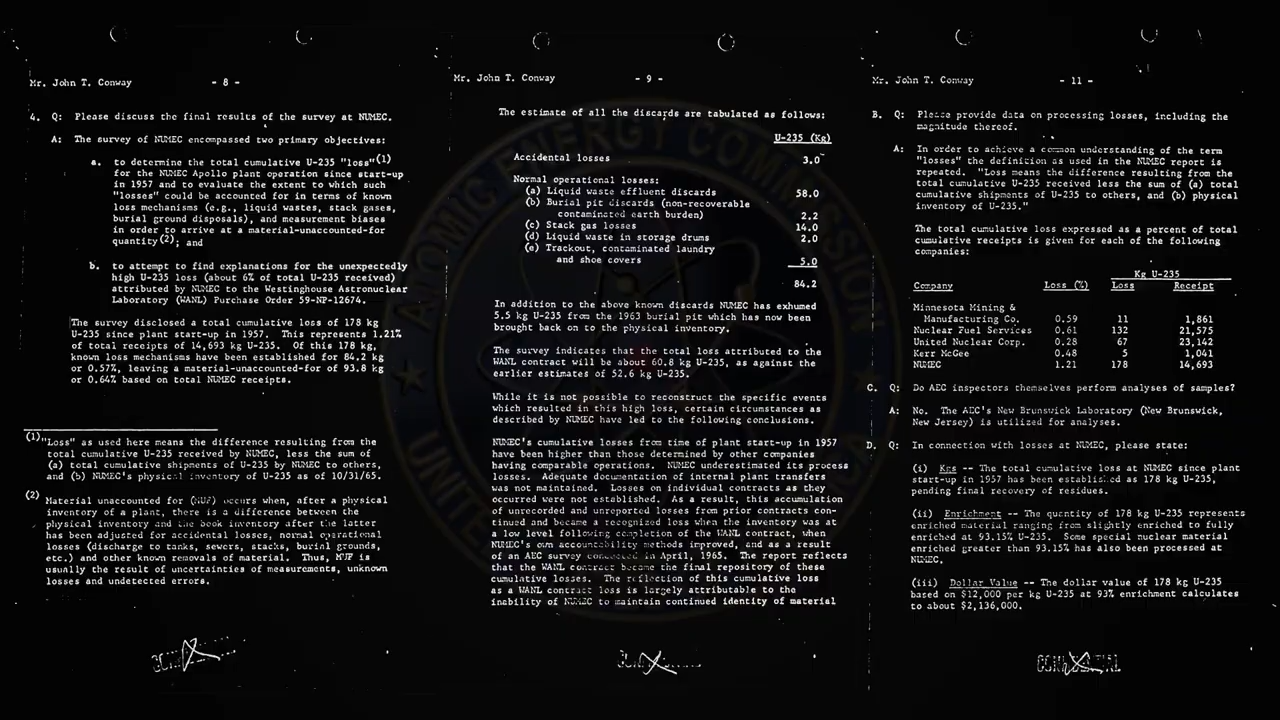 Mr. John T. Conway
- 8 -
4. Q: Please discuss the final results of the survey at NUMEC.
A: The survey of NUMEC encompassed two primary objectives:
a. to determine the total cumulative U-235 "loss"(1)
for the NUMEC Apollo plant operation since start-up
in 1957 and to evaluate the extent to which such
"losses" could be accounted for in terms of known
loss mechanisms (e.g., liquid wastes, stack gases,
burial ground disposals), and measurement biases
in order to arrive at a material-unaccounted-for
quantity(2); and
b. to attempt to find explanations for the unexpectedly
high U-235 loss (about 6% of total U-235 received)
attributed by NUMEC to the Westinghouse Astronuclear
Laboratory (WANL) Purchase Order 59-NP-12674.
The survey disclosed a total cumulative loss of 178 kg
U-235 since plant start-up in 1957. This represents 1.21%
of total receipts of 14,693 kg U-235. Of this 178 kg,
known loss mechanisms have been established for 84.2 kg
or 0.57%, leaving a material-unaccounted-for of 93.8 kg
or 0.64% based on total NUMEC receipts.
(1)"Loss" as used here means the difference resulting from the
total cumulative U-235 received by NUMEC, less the sum of
(a) total cumulative shipments of U-235 by NUMEC to others,
and (b) NUMEC's physical inventory of U-235 as of 10/31/65.
(2) Material unaccounted for (MUF) occurs when, after a physical
inventory of a plant, there is a difference between the
physical inventory and the book inventory after the latter
has been adjusted for accidental losses, normal operational
losses (discharge to tanks, sewers, stacks, burial grounds,
etc.) and other known removals of material. Thus, MUF is
usually the result of uncertainties of measurements, unknown
losses and undetected errors.
Mr. John T. Conway
- 9 -
The estimate of all the discards are tabulated as follows:
U-235 (Kg)
Accidental losses 3.0
Normal operational losses:
(a) Liquid waste effluent discards 58.0
(b) Burial pit discards (non-recoverable
contaminated earth burden) 2.2
(c) Stack gas losses 14.0
(d) Liquid waste in storage drums 2.0
(e) Trackout, contaminated laundry
and shoe covers 5.0
84.2
In addition to the above known discards NUMEC has exhumed
5.5 kg U-235 from the 1963 burial pit which has now been
brought back on to the physical inventory.
The survey indicates that the total loss attributed to the
WANL contract will be about 60.8 kg U-235, as against the
earlier estimates of 52.6 kg U-235.
While it is not possible to reconstruct the specific events
which resulted in this high loss, certain circumstances as
described by NUMEC have led to the following conclusions.
NUMEC's cumulative losses from time of plant start-up in 1957
have been higher than those determined by other companies
having comparable operations. NUMEC underestimated its process
losses. Adequate documentation of internal plant transfers
was not maintained. Losses on individual contracts as they
occurred were not established. As a result, this accumulation
of unrecorded and unreported losses from prior contracts con-
tinued and became a recognized loss when the inventory was at
a low level following completion of the WANL contract, when
NUMEC's own accountability methods improved, and as a result
of an AEC survey conducted in April, 1965. The report reflects
that the WANL contract became the final repository of these
cumulative losses. The reflection of this cumulative loss
as a WANL contract loss is largely attributable to the
inability of NUMEC to maintain continued identity of material
Mr. John T. Conway
- 11 -
B. Q: Please provide data on processing losses, including the
magnitude thereof.
A: In order to achieve a common understanding of the term
"losses" the definition as used in the NUMEC report is
repeated. "Loss means the difference resulting from the
total cumulative U-235 received less the sum of (a) total
cumulative shipments of U-235 to others, and (b) physical
inventory of U-235."
The total cumulative loss expressed as a percent of total
cumulative receipts is given for each of the following
companies:
Kg U-235
Company Loss (%) Loss Receipt
Minnesota Mining &
Manufacturing Co. 0.59 11 1,861
Nuclear Fuel Services 0.61 132 21,575
United Nuclear Corp. 0.28 67 23,142
Kerr McGee 0.48 5 1,041
NUMEC 1.21 178 14,693
C. Q: Do AEC inspectors themselves perform analyses of samples?
A: No. The AEC's New Brunswick Laboratory (New Brunswick,
New Jersey) is utilized for analyses.
D. Q: In connection with losses at NUMEC, please state:
(i) Kgs -- The total cumulative loss at NUMEC since plant
start-up in 1957 has been established as 178 kg U-235,
pending final recovery of residues.
(ii) Enrichment -- The quantity of 178 kg U-235 represents
enriched material ranging from slightly enriched to fully
enriched at 93.15% U-235. Some special nuclear material
enriched greater than 93.15% has also been processed at
NUMEC.
(iii) Dollar Value -- The dollar value of 178 kg U-235
based on $12,000 per kg U-235 at 93% enrichment calculates
to about $2,136,000.
ATOMIC ENERGY COMMISSION